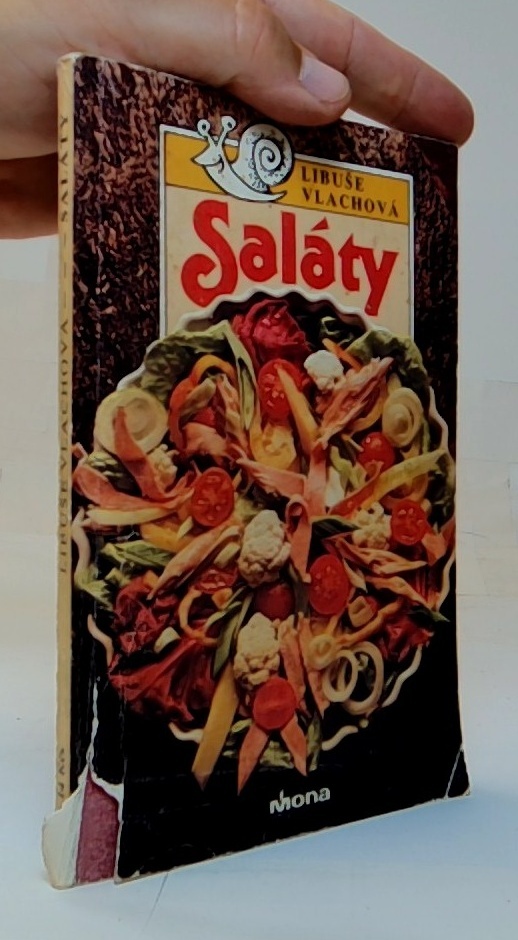 LIBUŠE
VLACHOVÁ
Saláty
mona
LIBUŠE VLACHOVÁ --- SALÁTY